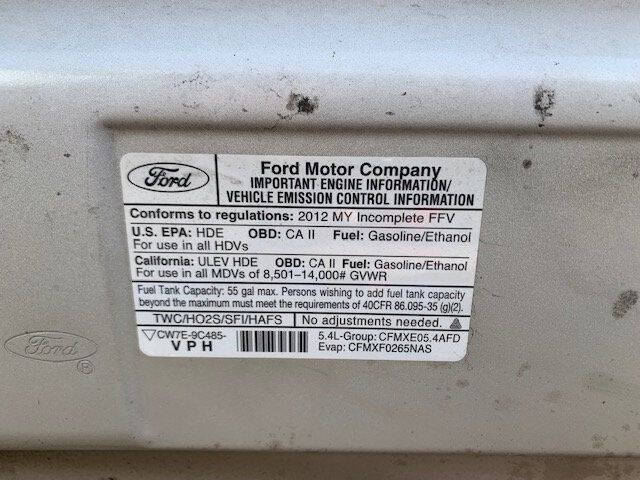 Ford
Ford Motor Company
IMPORTANT ENGINE INFORMATION/
VEHICLE EMISSION CONTROL INFORMATION
Conforms to regulations: 2012 MY Incomplete FFV
U.S. EPA: HDE OBD: CA II Fuel: Gasoline/Ethanol
For use in all HDVs
California: ULEV HDE OBD: CA II Fuel: Gasoline/Ethanol
For use in all MDVs of 8,501-14,000# GVWR
Fuel Tank Capacity: 55 gal max. Persons wishing to add fuel tank capacity
beyond the maximum must meet the requirements of 40CFR 86.095-35 (g)(2).
TWC/HO2S/SFI/HAFS No adjustments needed.
CW7E-9C485-
VPH
5.4L-Group: CFMXE05.4AFD
Evap: CFMXF0265NAS
Ford
®